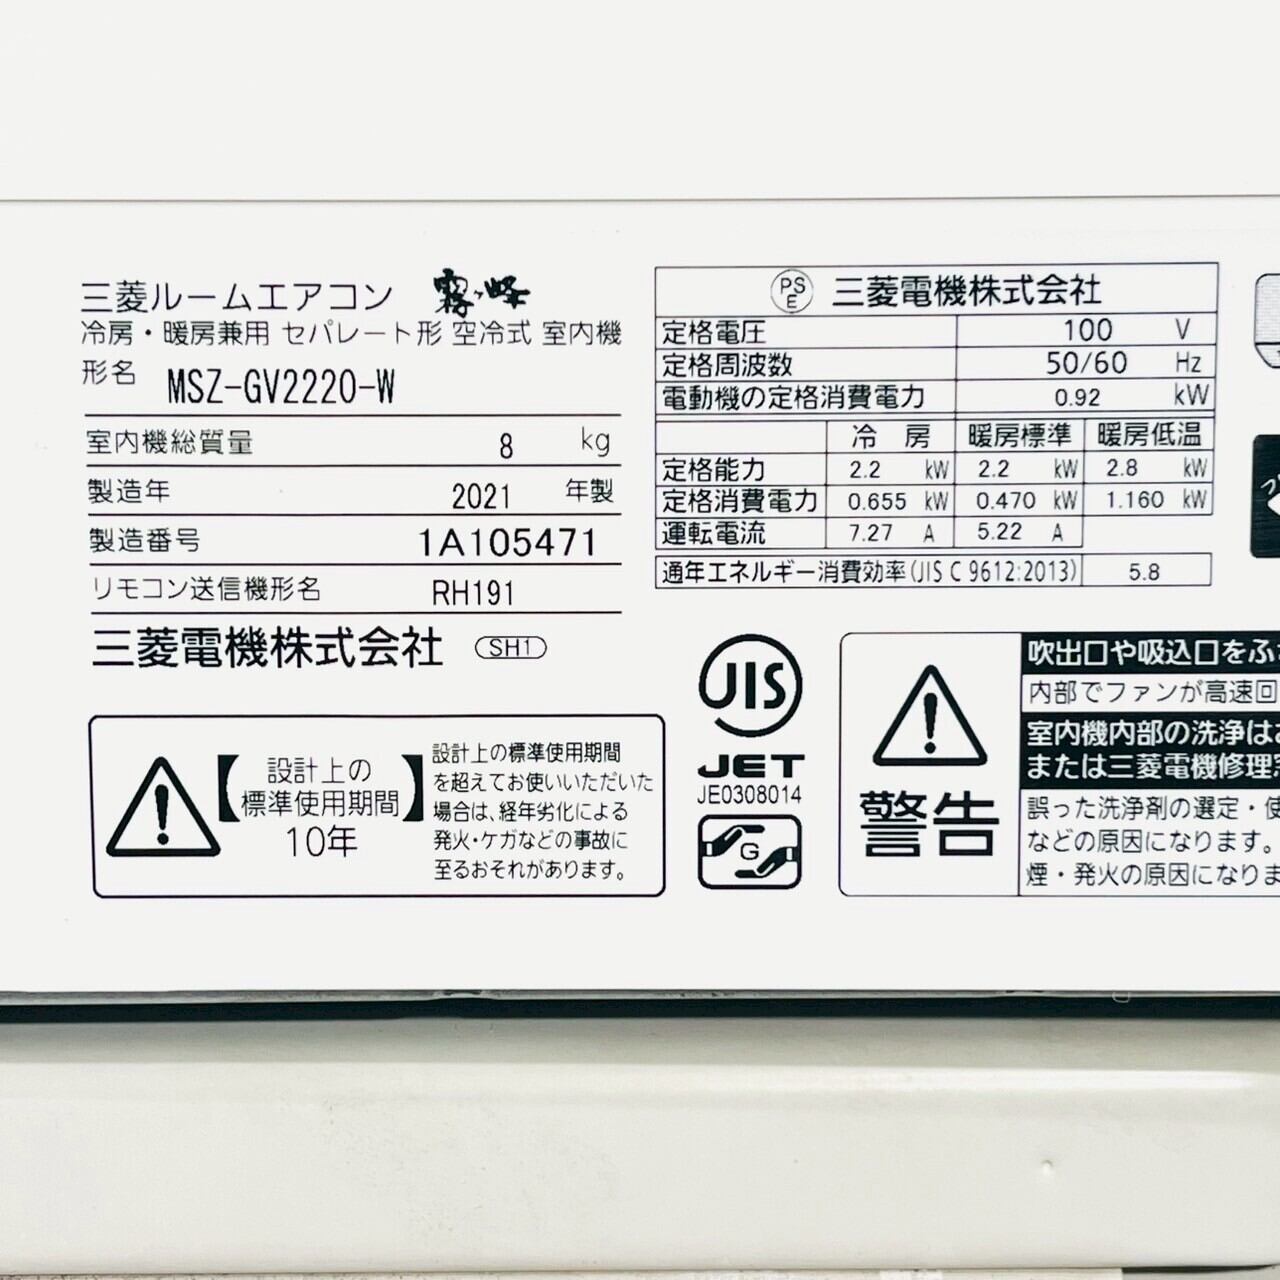 三菱ルームエアコン 霧ヶ峰
冷房・暖房兼用 セパレート形 空冷式 室内機
形名 MSZ-GV2220-W
室内機総質量 8 kg
製造年 2021 年製
製造番号 1A105471
リモコン送信機形名 RH191
三菱電機株式会社 SH1
【設計上の
標準使用期間】
10年
設計上の標準使用期間
を超えてお使いいただいた
場合は、経年劣化による
発火・ケガなどの事故に
至るおそれがあります。
PS
E 三菱電機株式会社
定格電圧 100 V
定格周波数 50/60 Hz
電動機の定格消費電力 0.92 kW
冷房 暖房標準 暖房低温
定格能力 2.2 kW 2.2 kW 2.8 kW
定格消費電力 0.655 kW 0.470 kW 1.160 kW
運転電流 7.27 A 5.22 A
通年エネルギー消費効率(JIS C 9612:2013) 5.8
JIS
JET
JE0308014
G
警告
吹出口や吸込口をふ
内部でファンが高速回
室内機内部の洗浄は
または三菱電機修理
誤った洗浄剤の選定・使
などの原因になります。
煙・発火の原因になりま